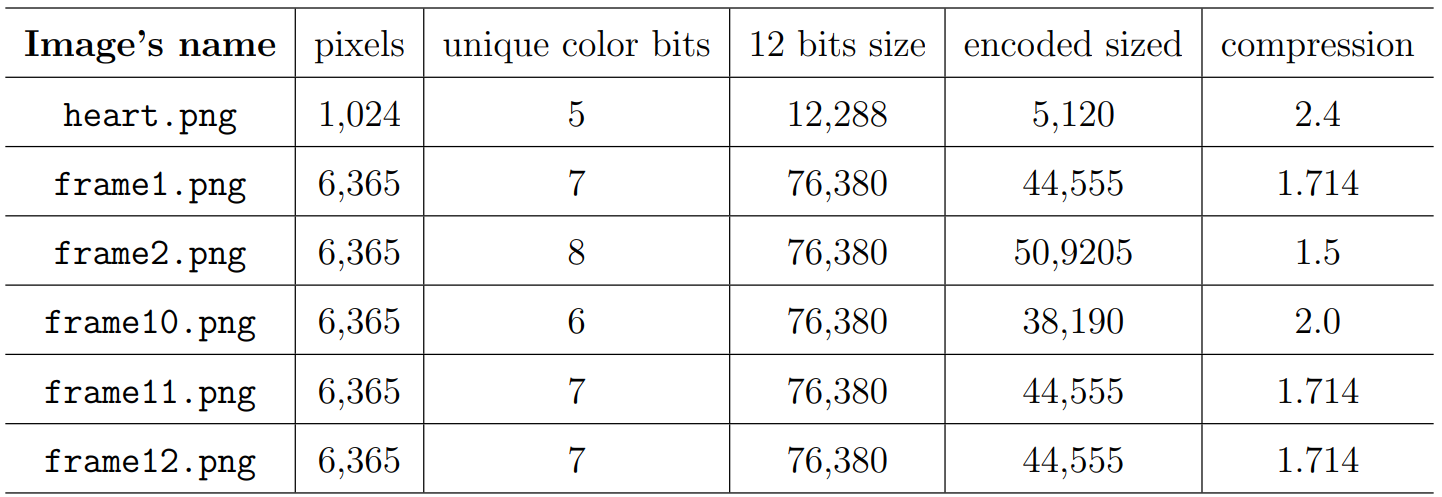 Image's name pixels unique color bits 12 bits size encoded sized compression
heart.png 1,024 5 12,288 5,120 2.4
frame1.png 6,365 7 76,380 44,555 1.714
frame2.png 6,365 8 76,380 50,9205 1.5
frame10.png 6,365 6 76,380 38,190 2.0
frame11.png 6,365 7 76,380 44,555 1.714
frame12.png 6,365 7 76,380 44,555 1.714